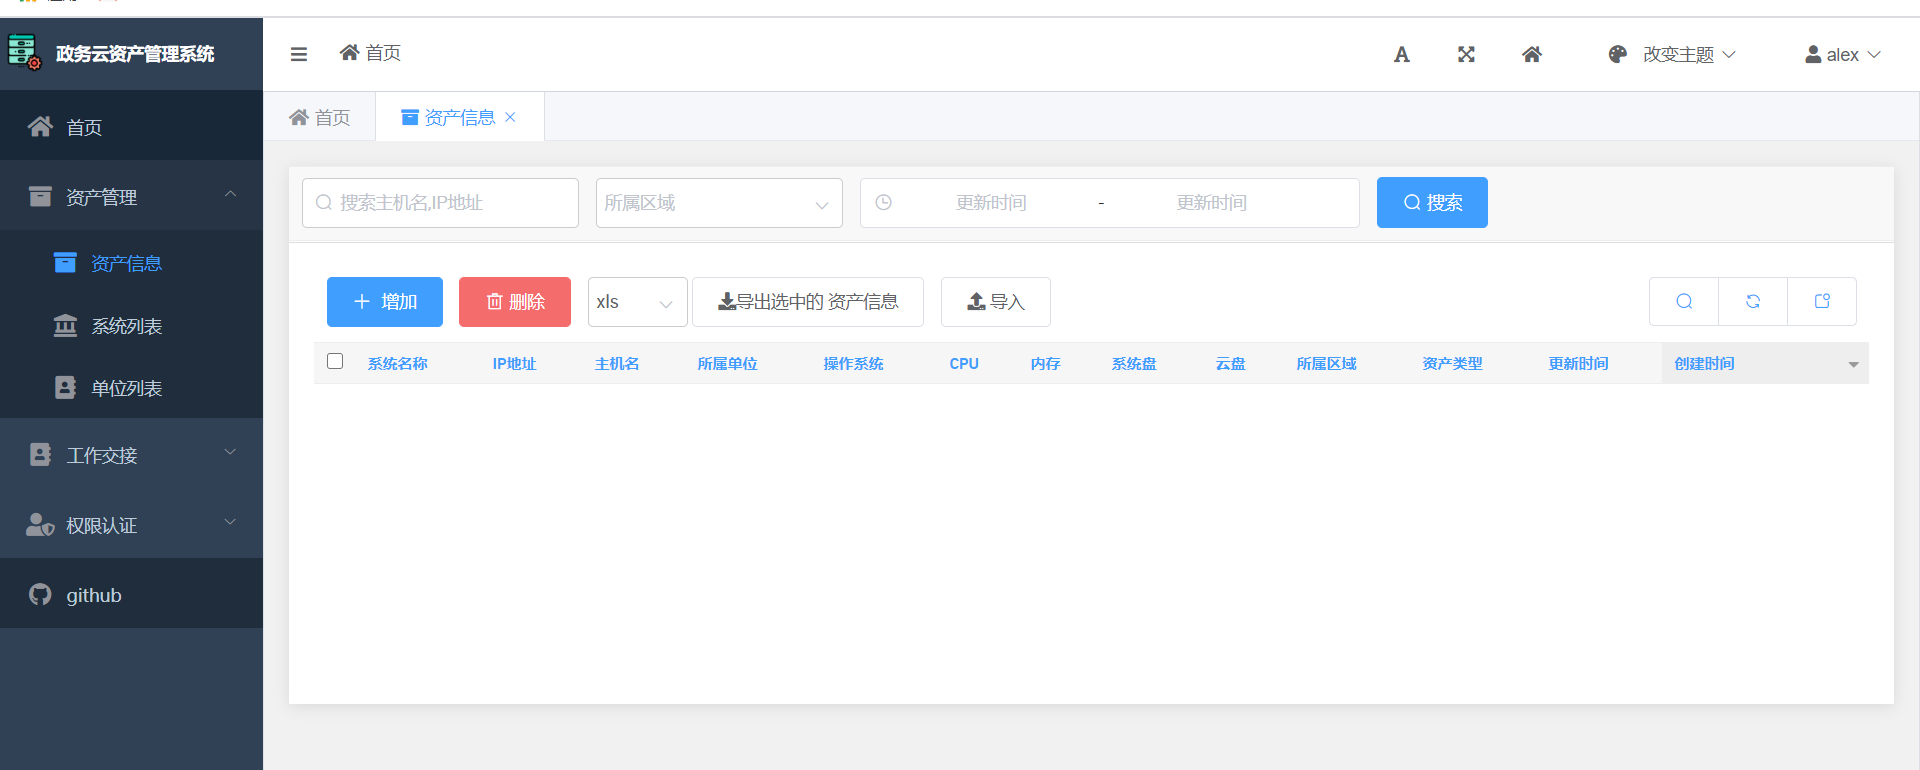 政务云资产管理系统
首页
改变主题
alex
首页
资产信息
首页
资产管理
资产信息
系统列表
单位列表
工作交接
权限认证
github
搜索主机名,IP地址
所属区域
更新时间 - 更新时间
搜索
增加
删除
xls
导出选中的 资产信息
导入
系统名称 IP地址 主机名 所属单位 操作系统 CPU 内存 系统盘 云盘 所属区域 资产类型 更新时间 创建时间